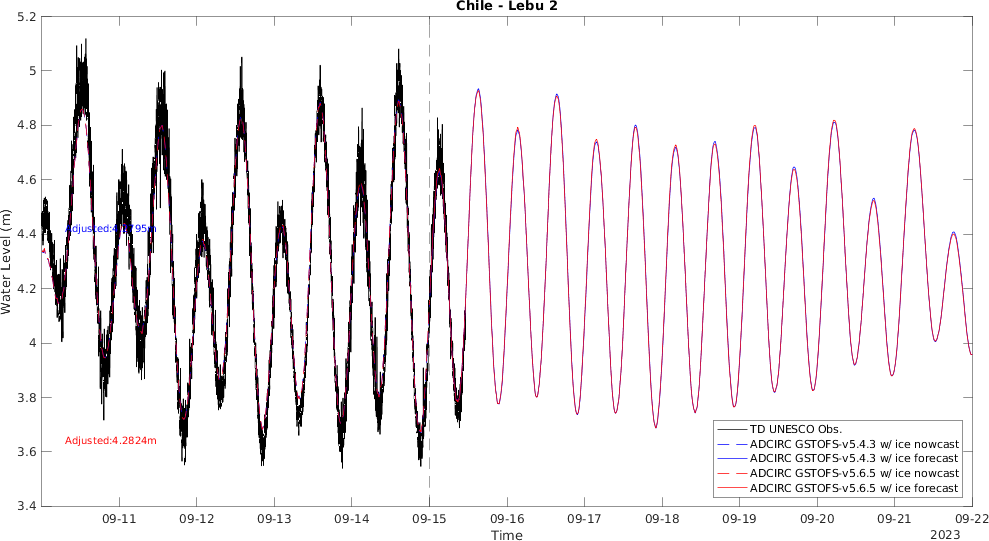 Chile - Lebu 2
5.2
5
4.8
4.6
4.4
4.2
4
3.8
3.6
3.4
Water Level (m)
Adjusted:4.2824m
TD UNESCO Obs.
ADCIRC GSTOFS-v5.4.3 w/ ice nowcast
ADCIRC GSTOFS-v5.4.3 w/ ice forecast
ADCIRC GSTOFS-v5.6.5 w/ ice nowcast
ADCIRC GSTOFS-v5.6.5 w/ ice forecast
09-11 09-12 09-13 09-14 09-15 09-16 09-17 09-18 09-19 09-20 09-21 09-22
Time
2023